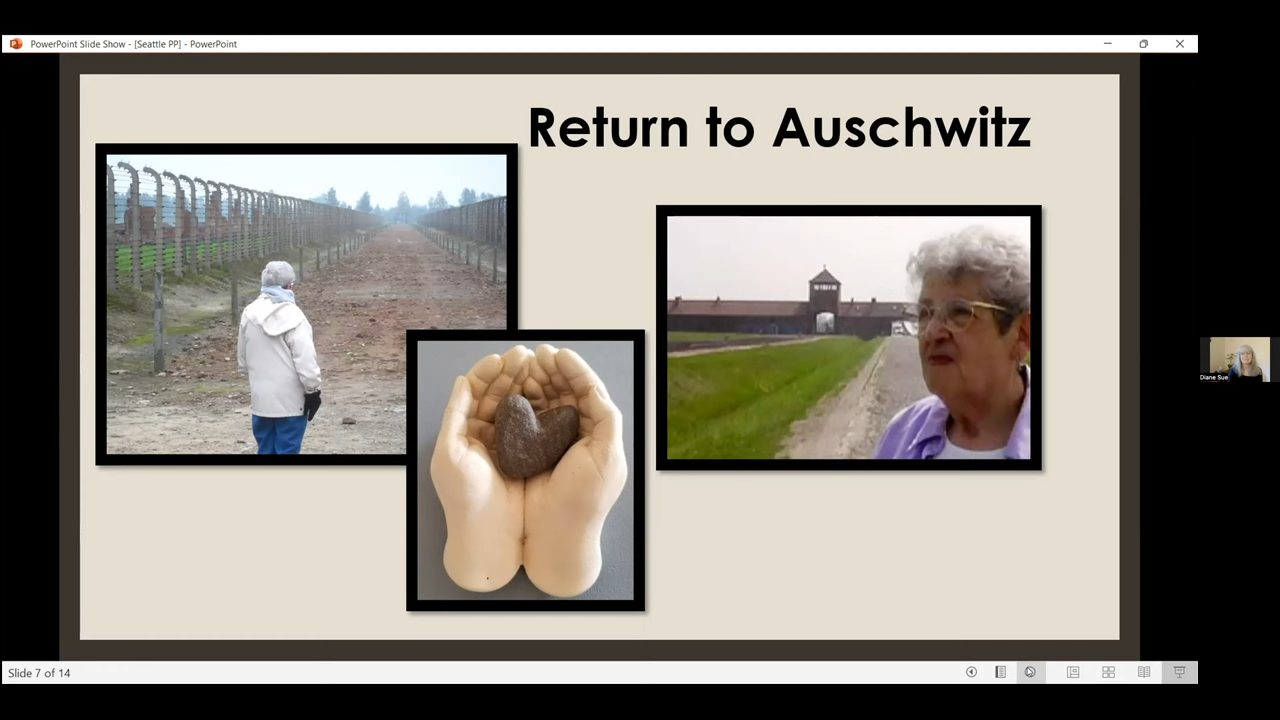 PowerPoint Slide Show - [Seattle PP] - PowerPoint
Return to Auschwitz
Diane Sue
Slide 7 of 14